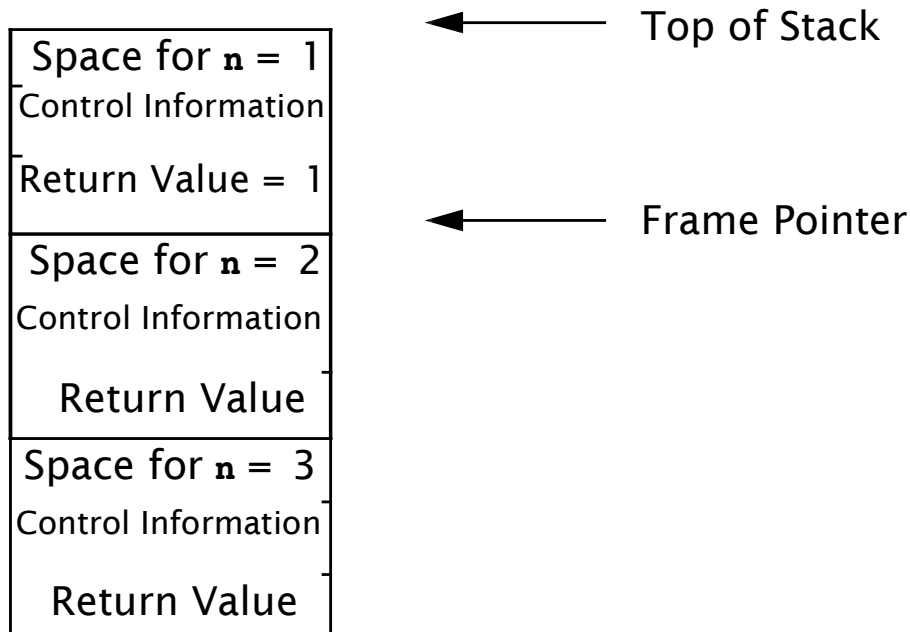 Top of Stack
Space for n = 1
Control Information
Return Value = 1
Frame Pointer
Space for n = 2
Control Information
Return Value
Space for n = 3
Control Information
Return Value